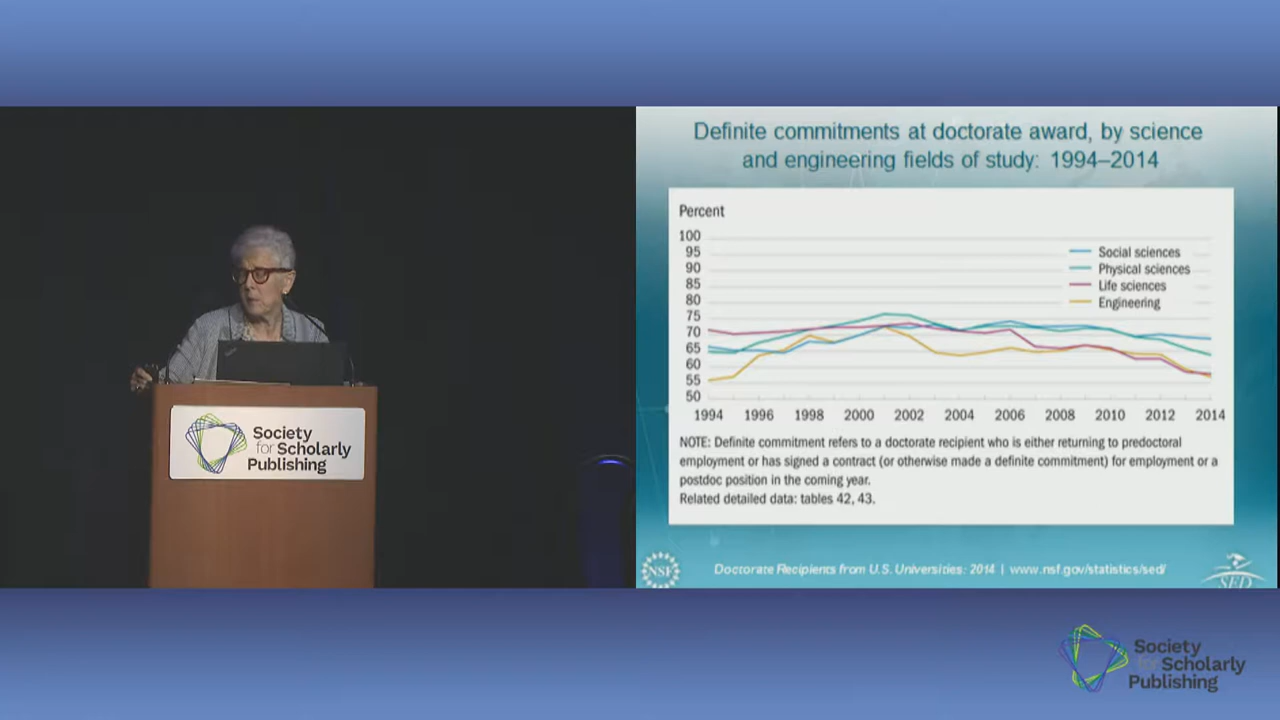 Society
for Scholarly
Publishing
Definite commitments at doctorate award, by science
and engineering fields of study: 1994–2014
Percent
100
95
90
85
80
75
70
65
60
55
50
Social sciences
Physical sciences
Life sciences
Engineering
1994 1996 1998 2000 2002 2004 2006 2008 2010 2012 2014
NOTE: Definite commitment refers to a doctorate recipient who is either returning to predoctoral
employment or has signed a contract (or otherwise made a definite commitment) for employment or a
postdoc position in the coming year.
Related detailed data: tables 42, 43.
NSF
Doctorate Recipients from U.S. Universities: 2014 | www.nsf.gov/statistics/sed/
SED
Society
for Scholarly
Publishing